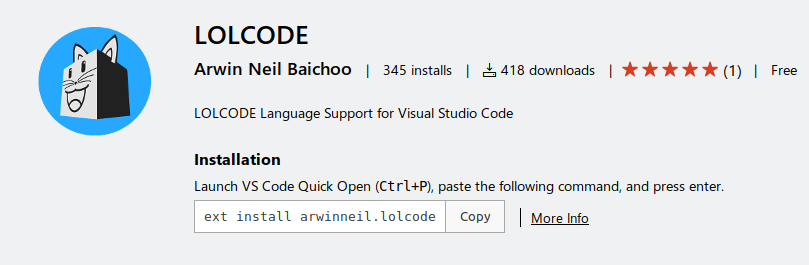 LOLCODE
Arwin Neil Baichoo | 345 installs | 418 downloads | (1) | Free
LOLCODE Language Support for Visual Studio Code
Installation
Launch VS Code Quick Open (Ctrl+P), paste the following command, and press enter.
ext install arwinneil.lolcode Copy | More Info